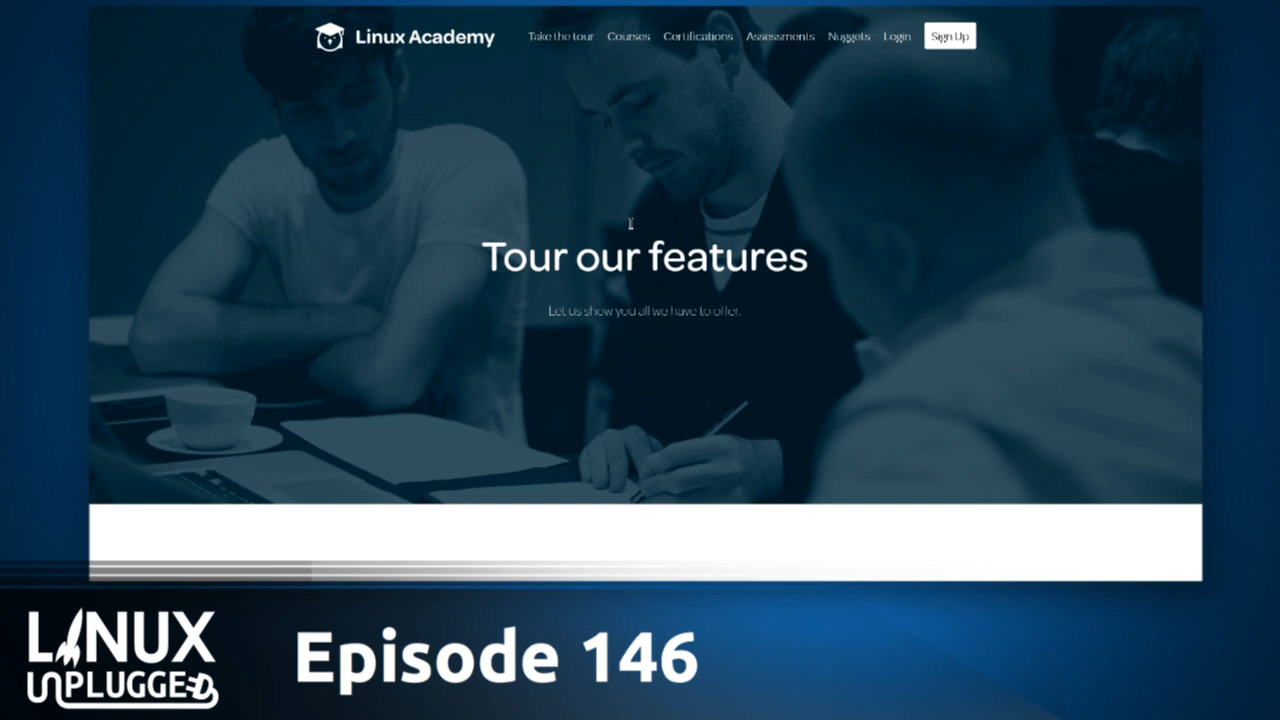 Linux Academy Take the tour Courses Certifications Assessments Nuggets Login Sign Up
Tour our features
Let us show you all we have to offer.
LINUX
UNPLUGGED
Episode 146